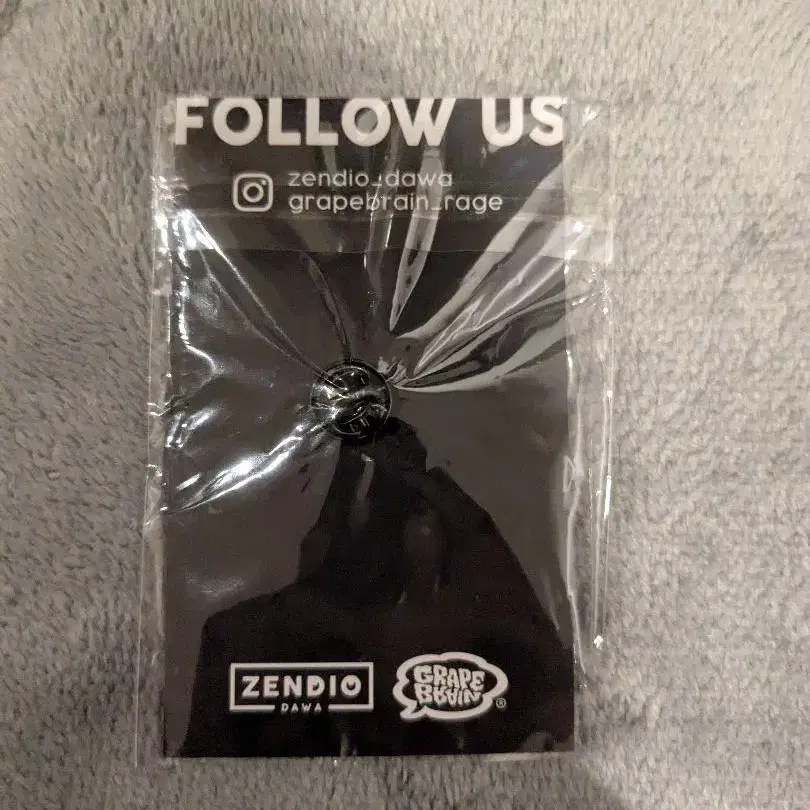 FOLLOW US
zendio_dawa
grapebrain_rage
ZENDIO
DAWA
GRAPE
BRAIN
®